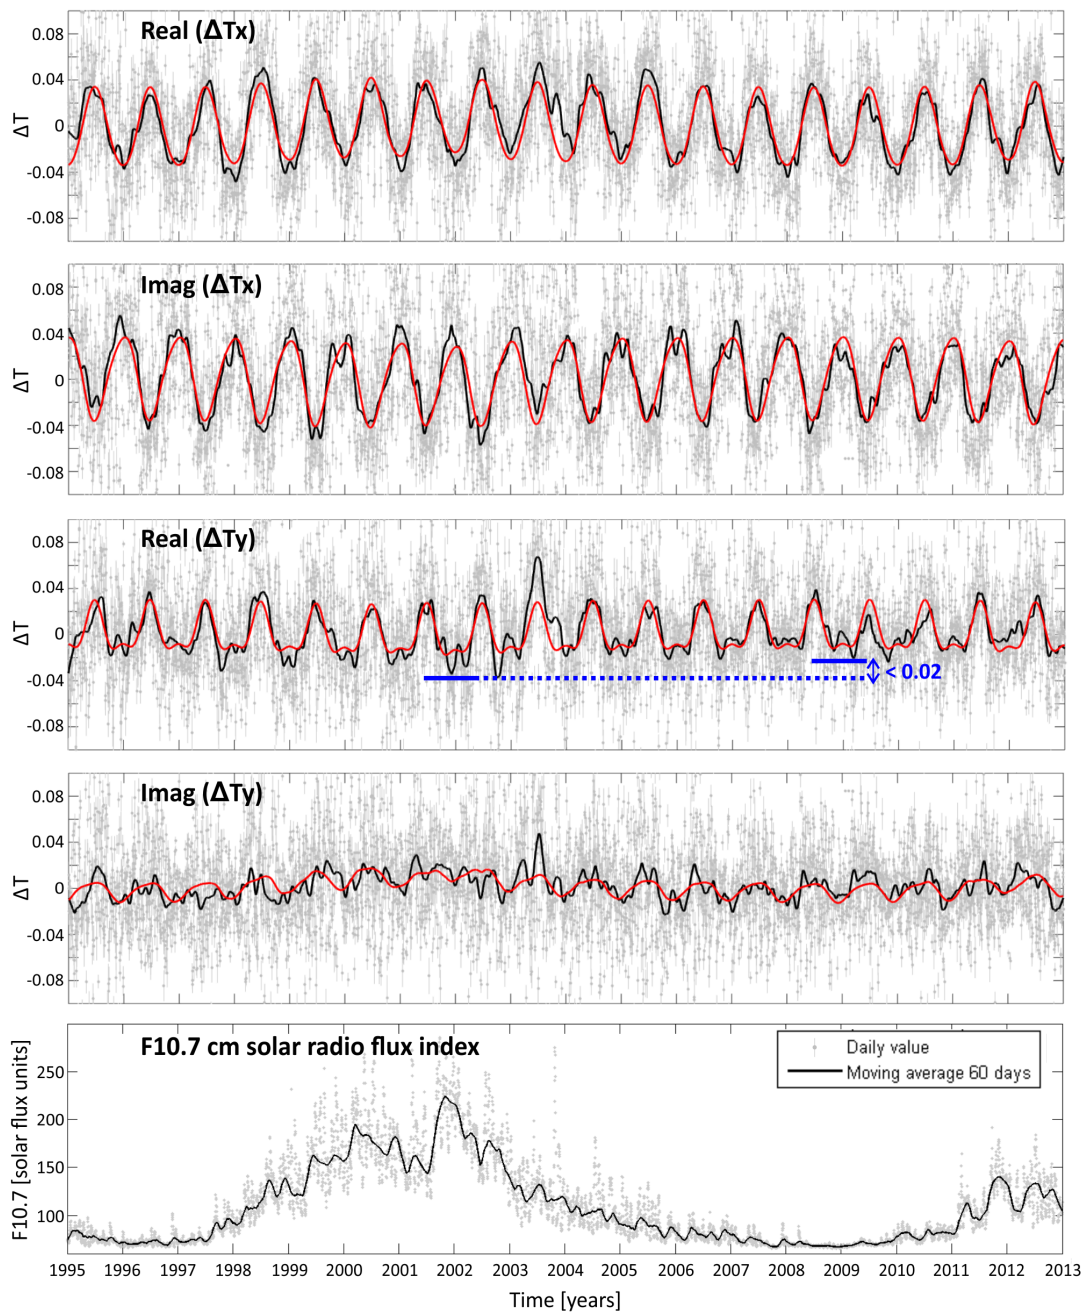 Real (ΔTx)
0.08
0.04
0
-0.04
-0.08
ΔT
Imag (ΔTx)
0.08
0.04
0
-0.04
-0.08
ΔT
Real (ΔTy)
0.08
0.04
0
-0.04
-0.08
ΔT
< 0.02
Imag (ΔTy)
0.08
0.04
0
-0.04
-0.08
ΔT
F10.7 cm solar radio flux index
Daily value
Moving average 60 days
250
200
150
100
F10.7 [solar flux units]
1995 1996 1997 1998 1999 2000 2001 2002 2003 2004 2005 2006 2007 2008 2009 2010 2011 2012 2013
Time [years]